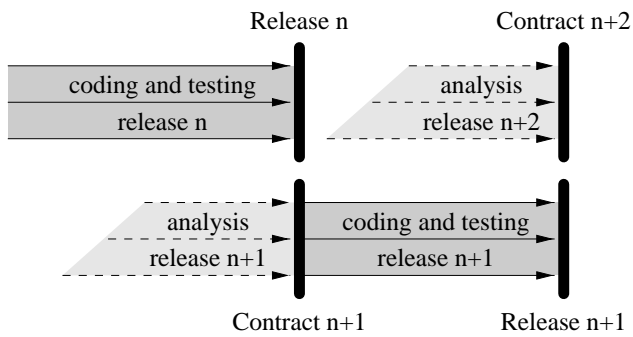 Release n
Contract n+2
coding and testing
release n
analysis
release n+2
analysis
release n+1
coding and testing
release n+1
Contract n+1
Release n+1